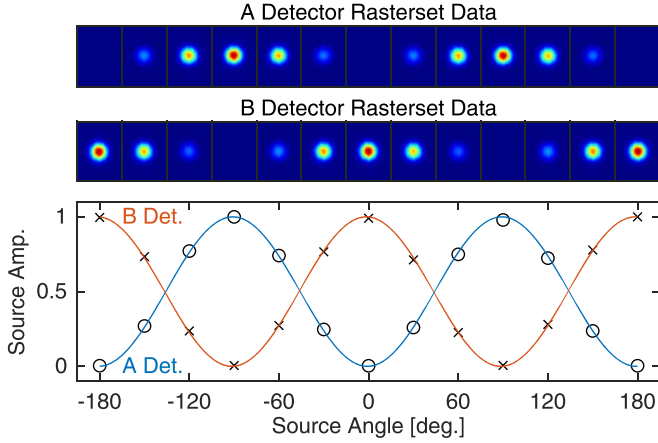 A Detector Rasterset Data
B Detector Rasterset Data
1
B Det.
0.5
Source Amp.
0
A Det.
-180 -120 -60 0 60 120 180
Source Angle [deg.]